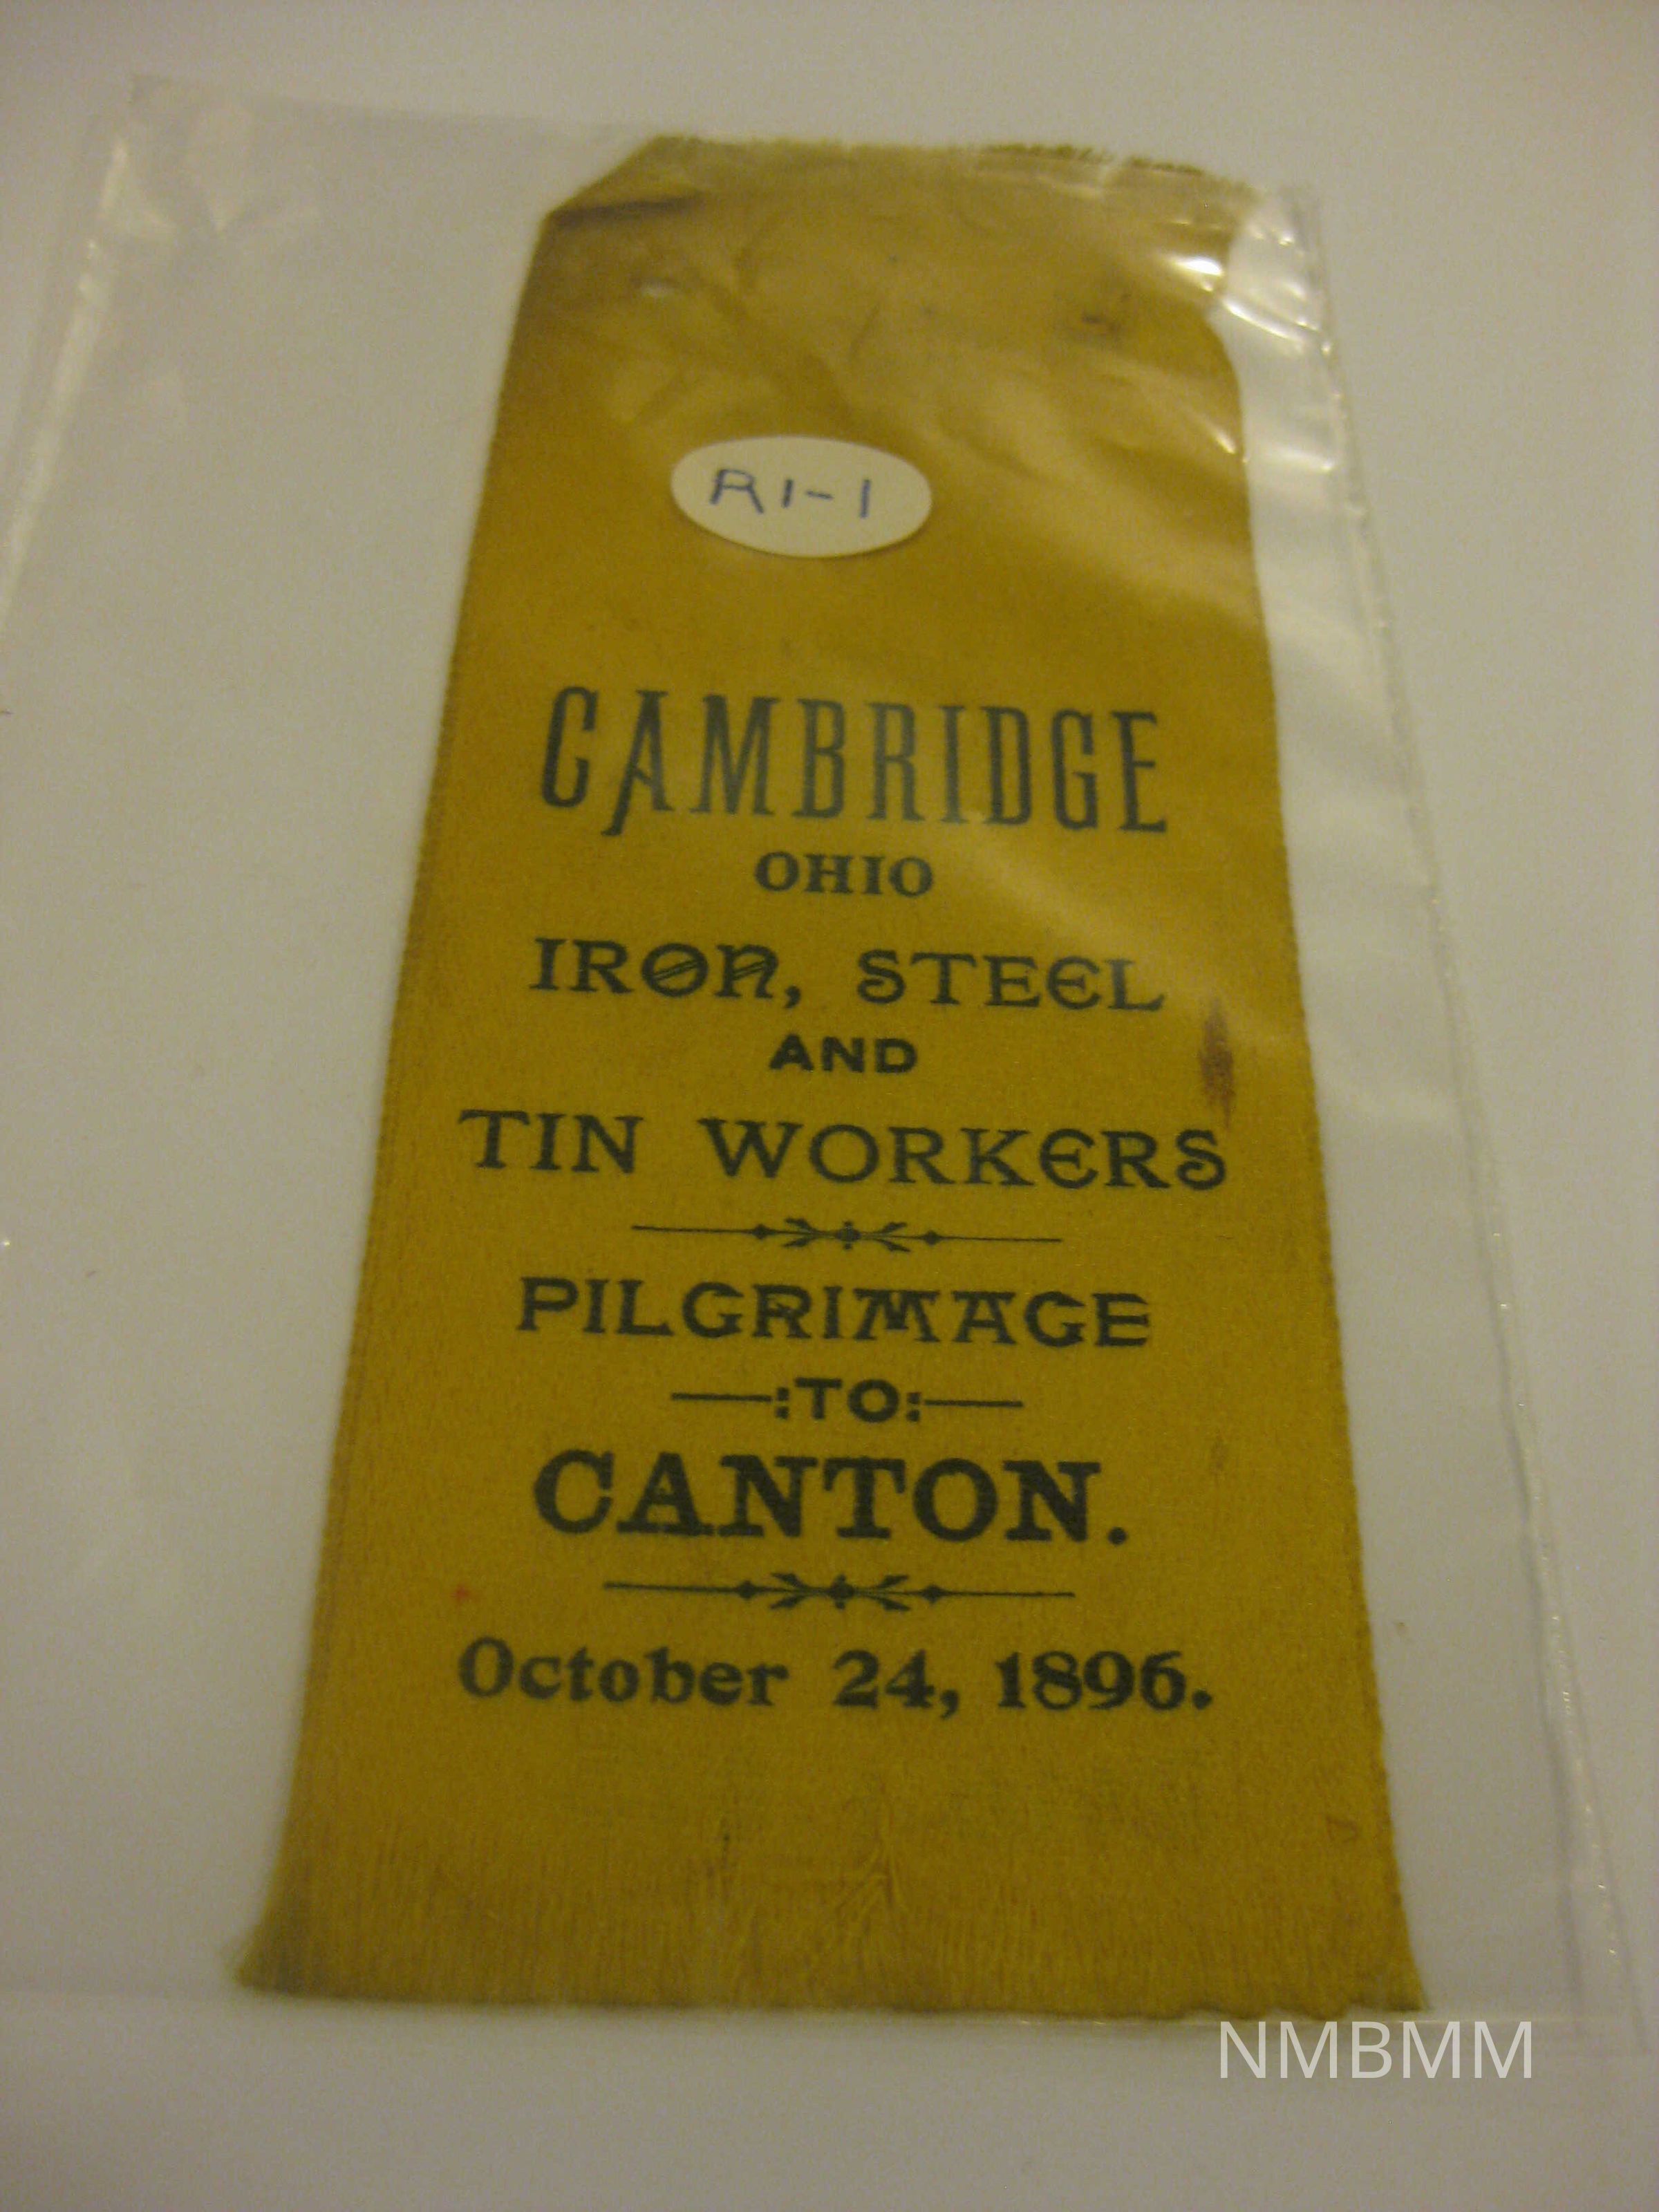 R1-1
CAMBRIDGE
OHIO
IRON, STEEL
AND
TIN WORKERS
PILGRIMAGE
—:TO:—
CANTON.
October 24, 1896.
NMBMM